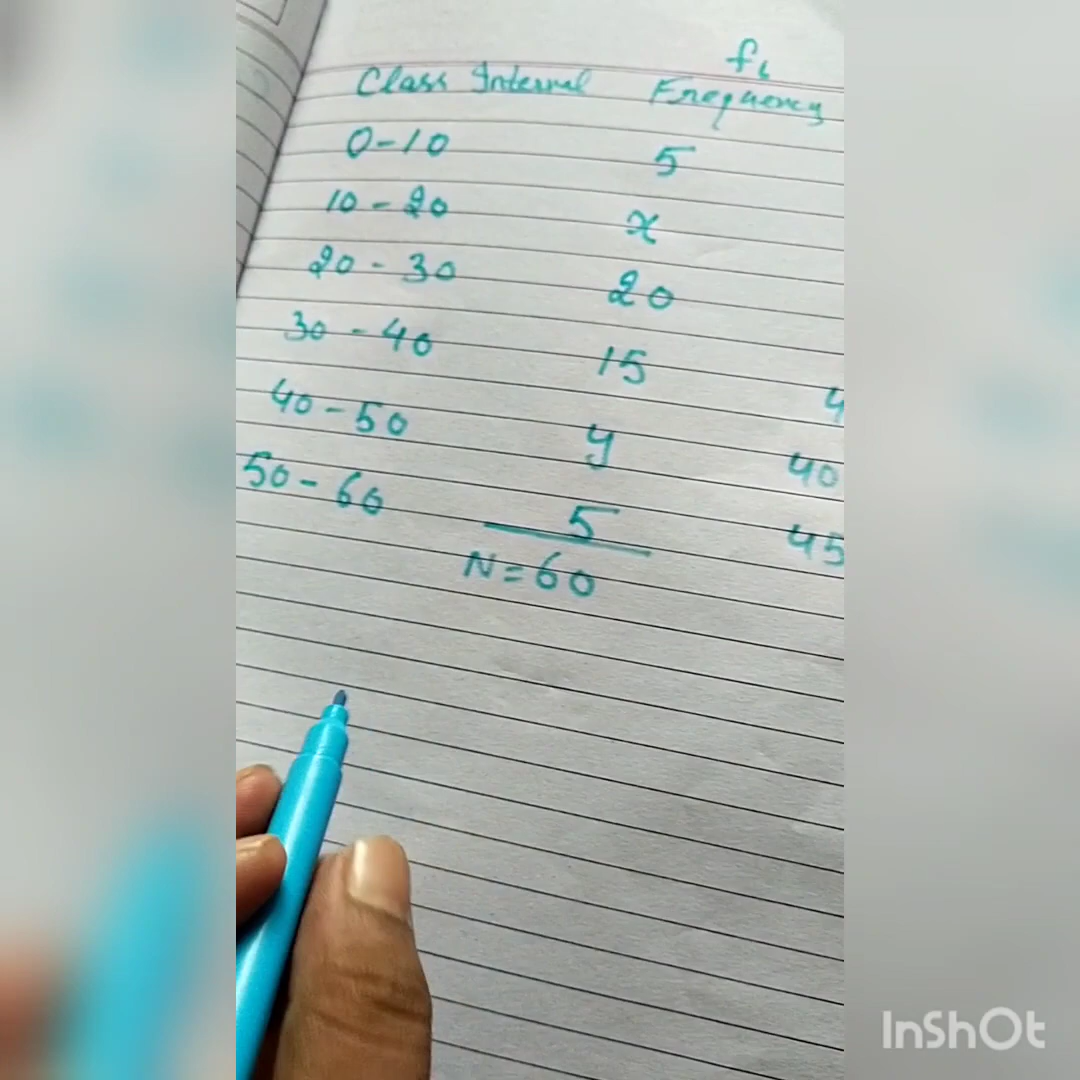 fi
Class Interval Frequency
0-10 5
10-20 x
20-30 20
30-40 15 4
40-50 y 40
50-60 5 45
N=60
InShOt